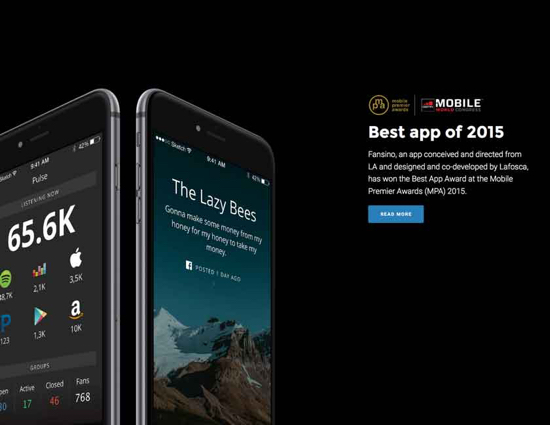 mobile premier awards
MOBILE
WORLD CONGRESS
Best app of 2015
Fansino, an app conceived and directed from
LA and designed and co-developed by Lafosca,
has won the Best App Award at the Mobile
Premier Awards (MPA) 2015.
READ MORE
Sketch 9:41 AM 42%
Pulse
LISTENING NOW
65.6K
48,7K 2,1K 3,5K
123 1,3K 10K
GROUPS
Open Active Closed Fans
17 46 768
Sketch 9:41 AM 42%
The Lazy Bees
Gonna make some money from my
honey for my honey to take my
money.
POSTED 1 DAY AGO